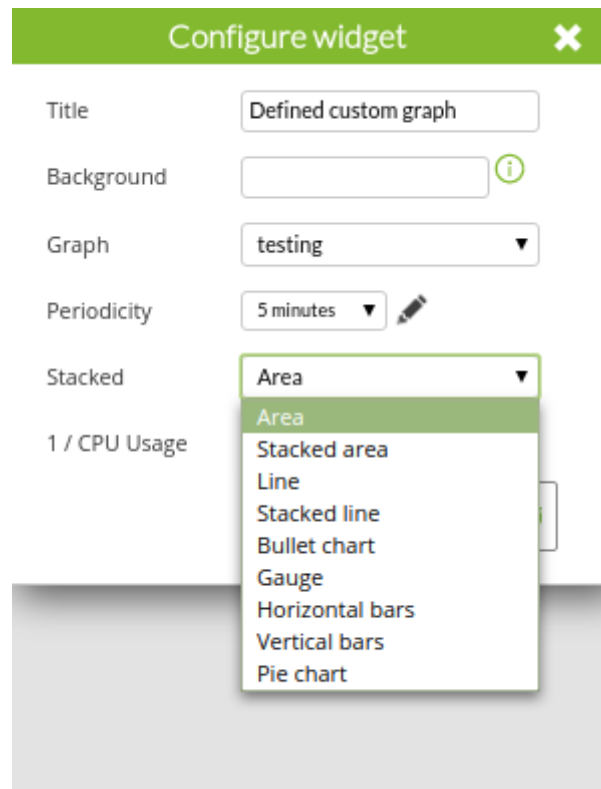 Configure widget
Title
Defined custom graph
Background
Graph
testing
Periodicity
5 minutes
Stacked
Area
Area
1 / CPU Usage
Stacked area
Line
Stacked line
Bullet chart
Gauge
Horizontal bars
Vertical bars
Pie chart